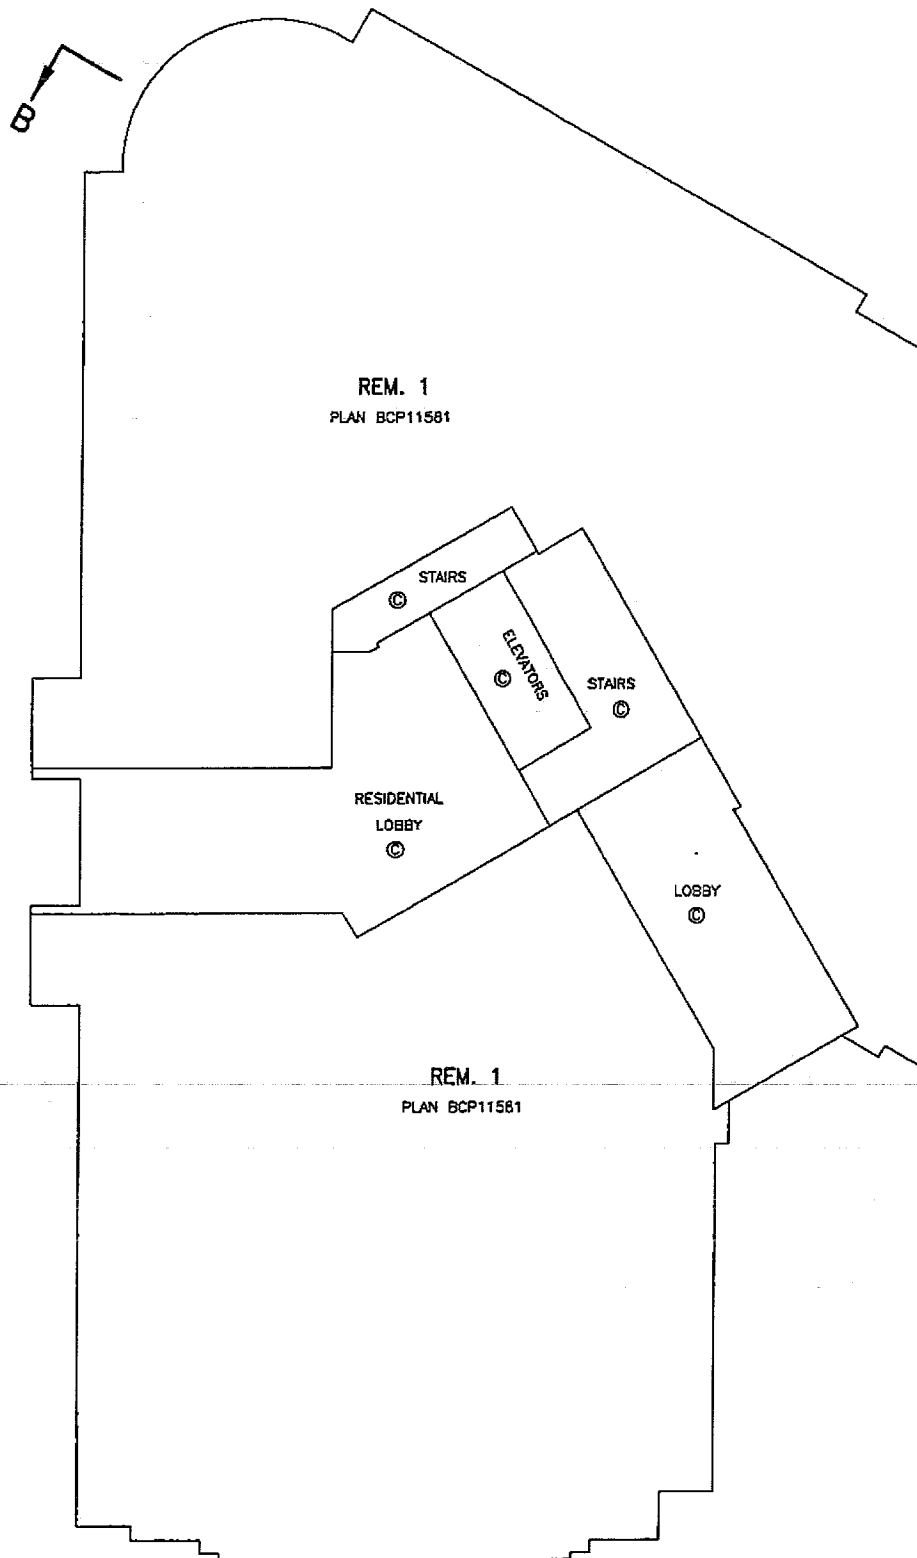 B
REM. 1
PLAN BCP11581
STAIRS
©
ELEVATORS
©
STAIRS
©
RESIDENTIAL
LOBBY
©
LOBBY
©
REM. 1
PLAN BCP11581